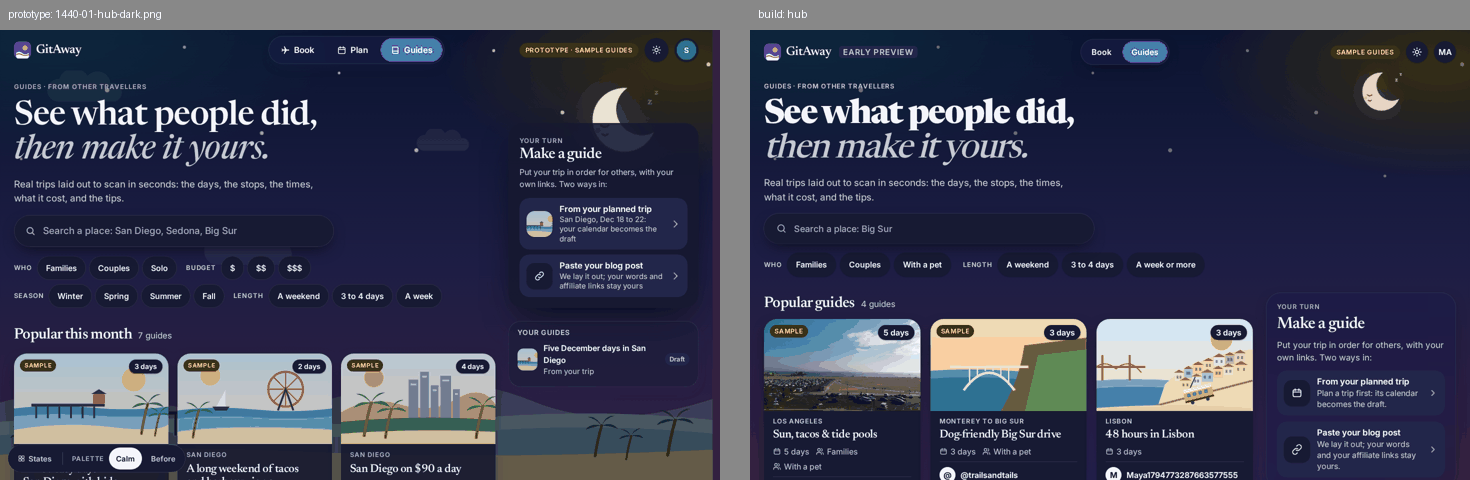 prototype: 1440-01-hub-dark.png
GitAway
Book
Plan
Guides
PROTOTYPE · SAMPLE GUIDES
S
GUIDES · FROM OTHER TRAVELLERS
See what people did,
then make it yours.
Real trips laid out to scan in seconds: the days, the stops, the times,
what it cost, and the tips.
Search a place: San Diego, Sedona, Big Sur
WHO
Families
Couples
Solo
BUDGET
$
$$
$$$
SEASON
Winter
Spring
Summer
Fall
LENGTH
A weekend
3 to 4 days
A week
z
z
YOUR TURN
Make a guide
Put your trip in order for others, with your
own links. Two ways in:
From your planned trip
San Diego, Dec 18 to 22:
your calendar becomes the
draft
Paste your blog post
We lay it out; your words and
affiliate links stay yours
YOUR GUIDES
Five December days in San
Diego
From your trip
Draft
Popular this month
7 guides
SAMPLE
3 days
SAMPLE
2 days
SAMPLE
4 days
States
PALETTE
Calm
Before
SAN DIEGO
A long weekend of tacos
SAN DIEGO
San Diego on $90 a day
build: hub
GitAway
EARLY PREVIEW
Book
Guides
SAMPLE GUIDES
MA
GUIDES · FROM OTHER TRAVELLERS
See what people did,
then make it yours.
Real trips laid out to scan in seconds: the days, the stops, the times,
what it cost, and the tips.
Search a place: Big Sur
WHO
Families
Couples
With a pet
LENGTH
A weekend
3 to 4 days
A week or more
Popular guides
4 guides
SAMPLE
5 days
LOS ANGELES
Sun, tacos & tide pools
5 days
Families
With a pet
SAMPLE
3 days
MONTEREY TO BIG SUR
Dog-friendly Big Sur drive
3 days
With a pet
@
@trailsandtails
3 days
LISBON
48 hours in Lisbon
3 days
M
Maya1794773287663577555
YOUR TURN
Make a guide
Put your trip in order for others, with your
own links. Two ways in:
From your planned trip
Plan a trip first: its calendar
becomes the draft.
Paste your blog post
We lay it out; your words
and affiliate links stay
yours.